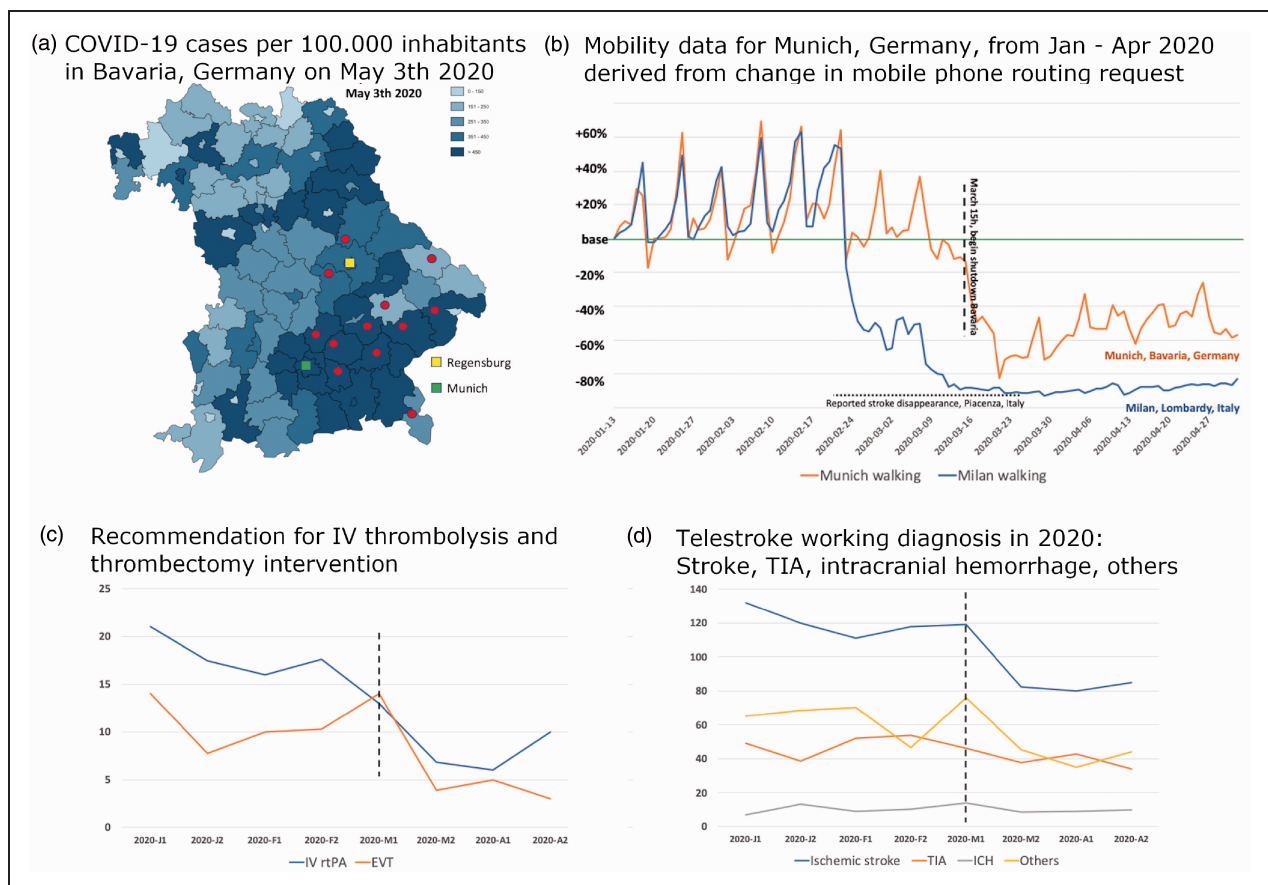 (a) COVID-19 cases per 100.000 inhabitants
in Bavaria, Germany on May 3th 2020
May 3th 2020
0 - 150
151 - 250
251 - 350
351 - 450
> 450
Regensburg
Munich
(b) Mobility data for Munich, Germany, from Jan - Apr 2020
derived from change in mobile phone routing request
+60%
+40%
+20%
base
-20%
-40%
-60%
-80%
March 15h, begin shutdown Bavaria
Munich, Bavaria, Germany
Reported stroke disappearance, Piacenza, Italy
Milan, Lombardy, Italy
2020-01-13
2020-01-20
2020-01-27
2020-02-03
2020-02-10
2020-02-17
2020-02-24
2020-03-02
2020-03-09
2020-03-16
2020-03-23
2020-03-30
2020-04-06
2020-04-13
2020-04-20
2020-04-27
Munich walking
Milan walking
(c) Recommendation for IV thrombolysis and
thrombectomy intervention
25
20
15
10
5
0
2020-J1
2020-J2
2020-F1
2020-F2
2020-M1
2020-M2
2020-A1
2020-A2
IV rtPA
EVT
(d) Telestroke working diagnosis in 2020:
Stroke, TIA, intracranial hemorrhage, others
140
120
100
80
60
40
20
0
2020-J1
2020-J2
2020-F1
2020-F2
2020-M1
2020-M2
2020-A1
2020-A2
Ischemic stroke
TIA
ICH
Others